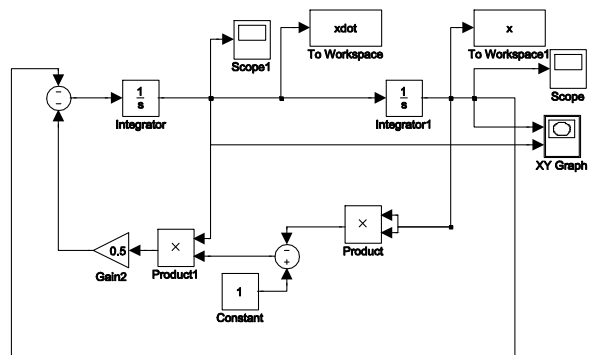 xdot
x
Scope1
To Workspace
To Workspace1
1
s
Integrator
1
s
Integrator1
Scope
XY Graph
×
Product
0.5
Gain2
×
Product1
1
Constant